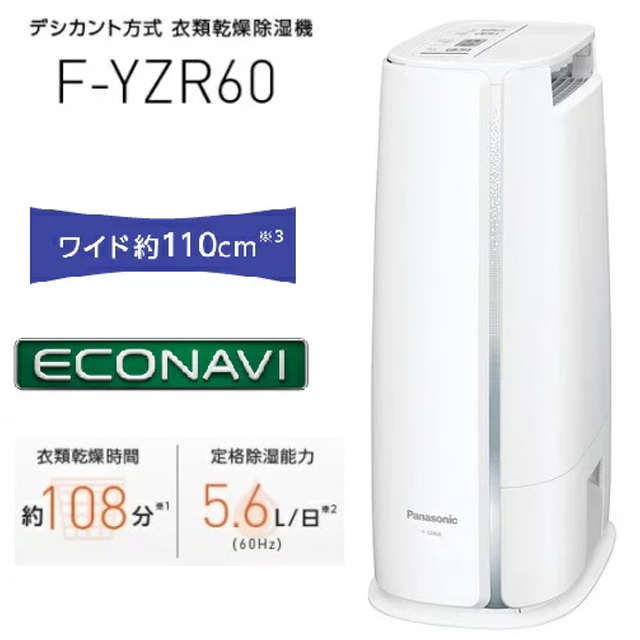 デシカント方式 衣類乾燥除湿機
F-YZR60
ワイド約110cm※3
ECONAVI
衣類乾燥時間
約108分※1
定格除湿能力
5.6L/日※2
(60Hz)
Panasonic
F-YZR60